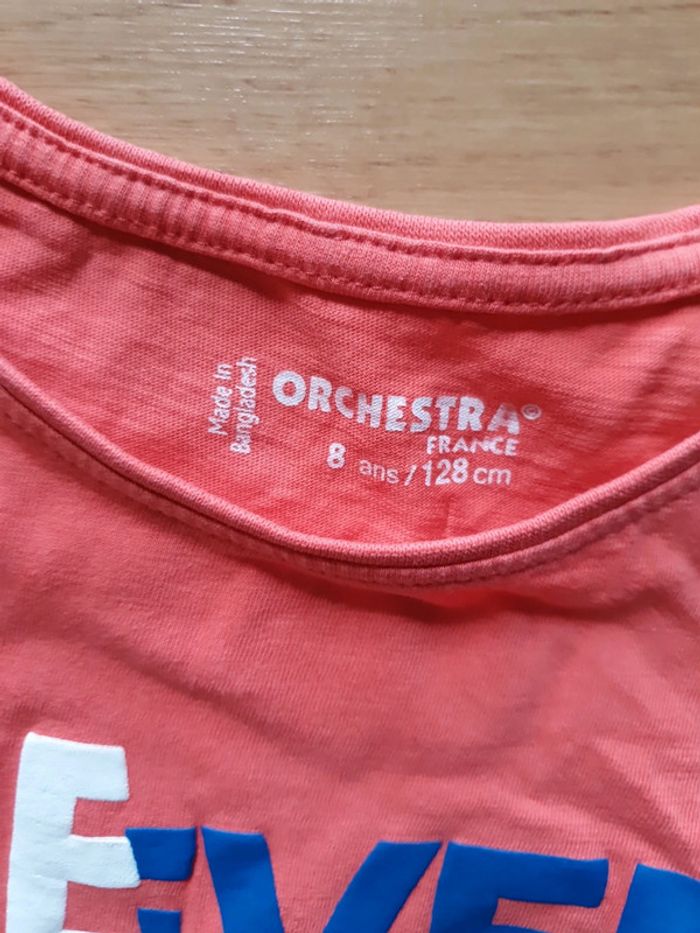 Made in
Bangladesh
ORCHESTRA®
FRANCE
8 ans / 128 cm